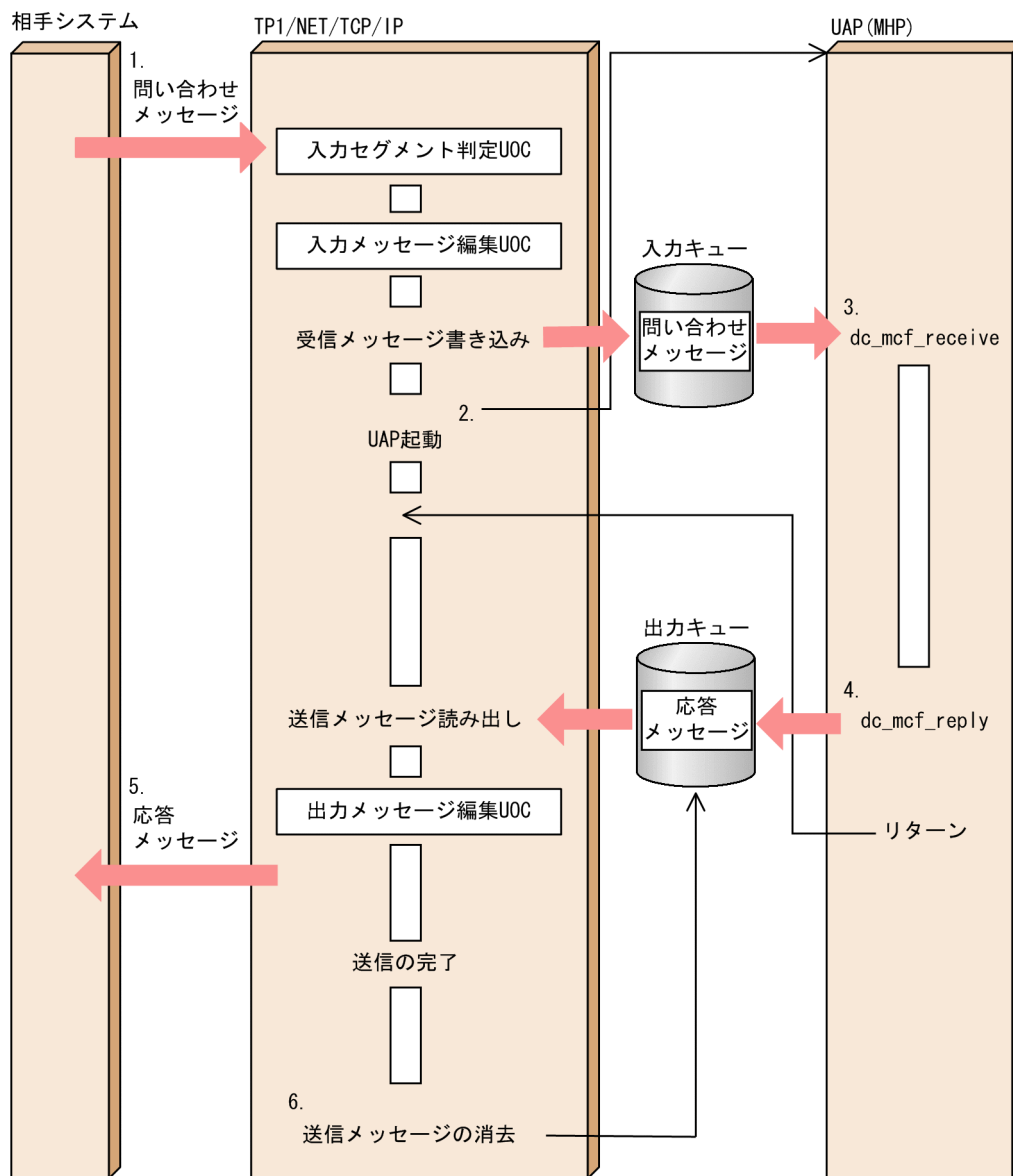 相手システム
TP1/NET/TCP/IP
UAP(MHP)
1.
問い合わせ
メッセージ
入力セグメント判定UOC
入力メッセージ編集UOC
入力キュー
受信メッセージ書き込み
問い合わせ
メッセージ
3.
dc_mcf_receive
2.
UAP起動
出力キュー
送信メッセージ読み出し
応答
メッセージ
4.
dc_mcf_reply
5.
応答
メッセージ
出力メッセージ編集UOC
リターン
送信の完了
6.
送信メッセージの消去